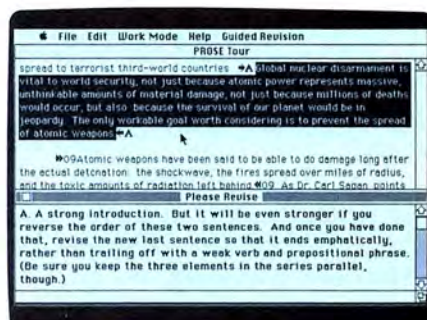 File Edit Work Mode Help Guided Revision
PROSE Tour
spread to terrorist third-world countries ➜A Global nuclear disarmament is
vital to world security, not just because atomic power represents massive,
unthinkable amounts of material damage, not just because millions of deaths
would occur, but also because the survival of our planet would be in
jeopardy. The only workable goal worth considering is to prevent the spread
of atomic weapons ➜A
»09Atomic weapons have been said to be able to do damage long after
the actual detonation: the shockwave, the fires spread over miles of radius,
and the toxic amounts of radiation left behind «09. As Dr. Carl Sagan points
Please Revise
A. A strong introduction. But it will be even stronger if you
reverse the order of these two sentences. And once you have done
that, revise the new last sentence so that it ends emphatically,
rather than trailing off with a weak verb and prepositional phrase.
(Be sure you keep the three elements in the series parallel,
though.)